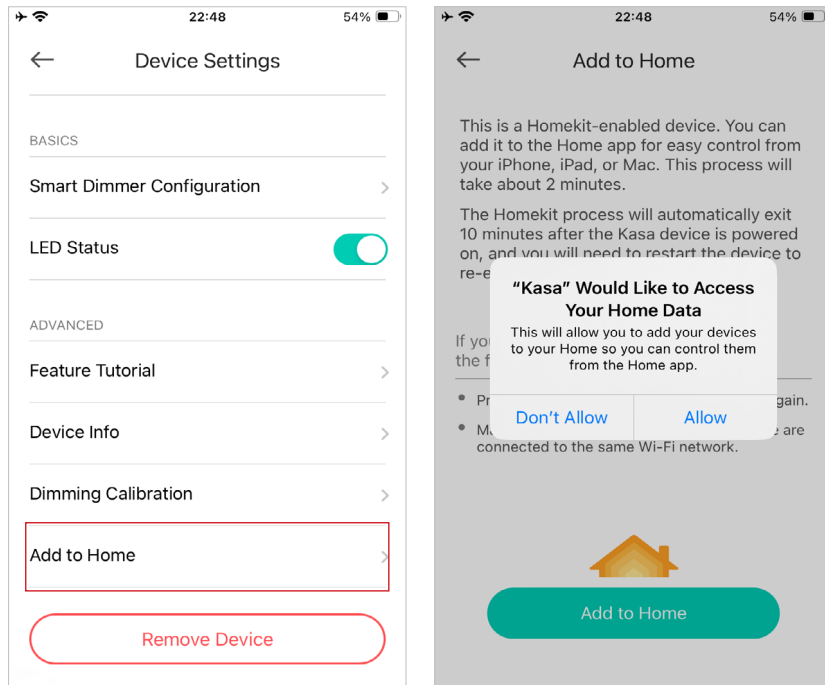 22:48
54%
Device Settings
BASICS
Smart Dimmer Configuration
LED Status
ADVANCED
Feature Tutorial
Device Info
Dimming Calibration
Add to Home
Remove Device
22:48
54%
Add to Home
This is a Homekit-enabled device. You can
add it to the Home app for easy control from
your iPhone, iPad, or Mac. This process will
take about 2 minutes.
The Homekit process will automatically exit
10 minutes after the Kasa device is powered
on, and you will need to restart the device to
“Kasa” Would Like to Access
Your Home Data
This will allow you to add your devices
to your Home so you can control them
from the Home app.
Don’t Allow
Allow
If
the
are
connected to the same Wi-Fi network.
Add to Home